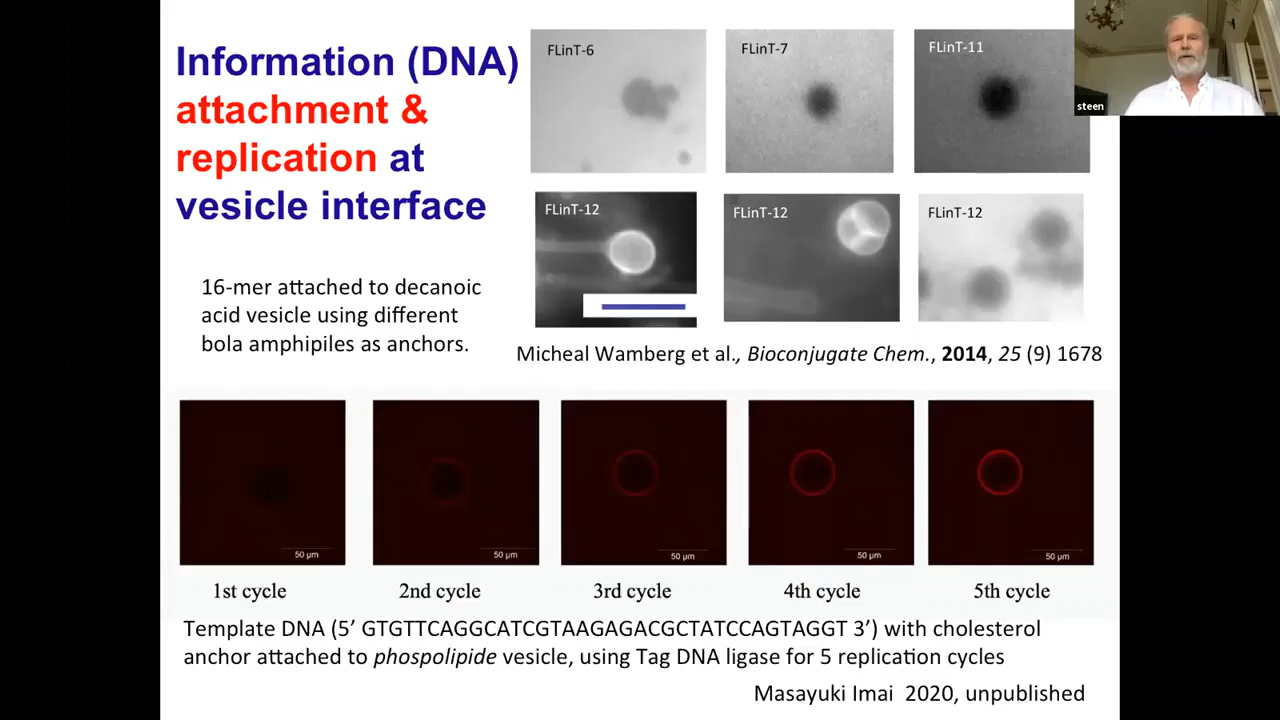 Information (DNA)
attachment &
replication at
vesicle interface
FLinT-6
FLinT-7
FLinT-11
steen
FLinT-12
FLinT-12
FLinT-12
16-mer attached to decanoic
acid vesicle using different
bola amphipiles as anchors.
Micheal Wamberg et al., Bioconjugate Chem., 2014, 25 (9) 1678
50 μm
50 μm
50 μm
50 μm
50 μm
1st cycle
2nd cycle
3rd cycle
4th cycle
5th cycle
Template DNA (5’ GTGTTCAGGCATCGTAAGAGACGCTATCCAGTAGGT 3’) with cholesterol
anchor attached to phospolipide vesicle, using Tag DNA ligase for 5 replication cycles
Masayuki Imai 2020, unpublished